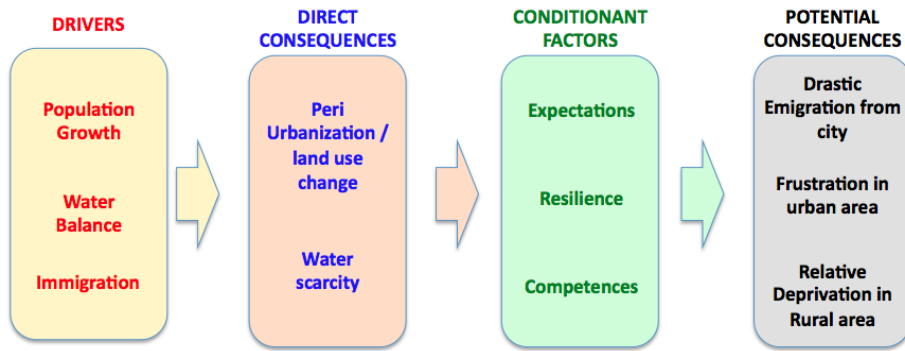 DRIVERS
Population
Growth
Water
Balance
Immigration
DIRECT
CONSEQUENCES
Peri
Urbanization /
land use
change
Water
scarcity
CONDITIONANT
FACTORS
Expectations
Resilience
Competences
POTENTIAL
CONSEQUENCES
Drastic
Emigration from
city
Frustration in
urban area
Relative
Deprivation in
Rural area